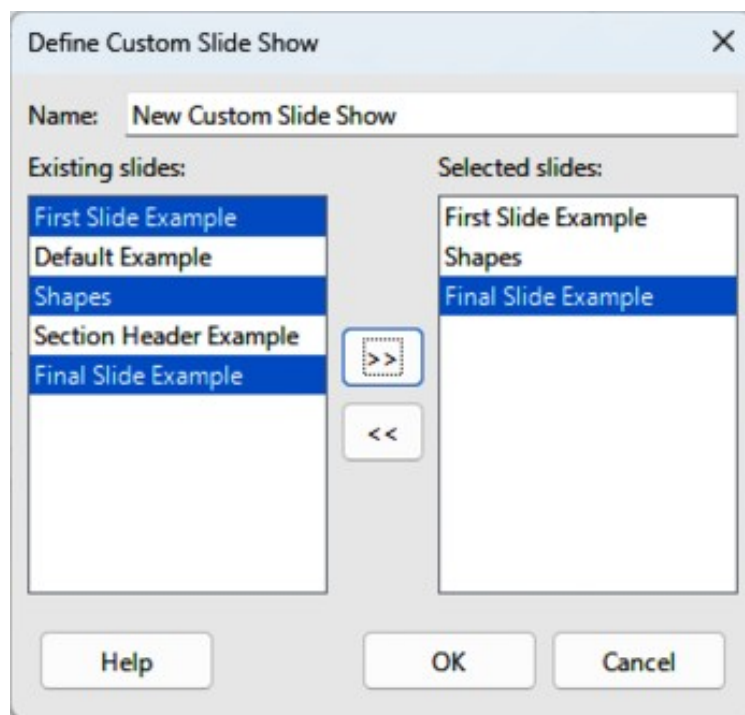 Define Custom Slide Show
Name: New Custom Slide Show
Existing slides:
First Slide Example
Default Example
Shapes
Section Header Example
Final Slide Example
>>
<<
Selected slides:
First Slide Example
Shapes
Final Slide Example
Help OK Cancel